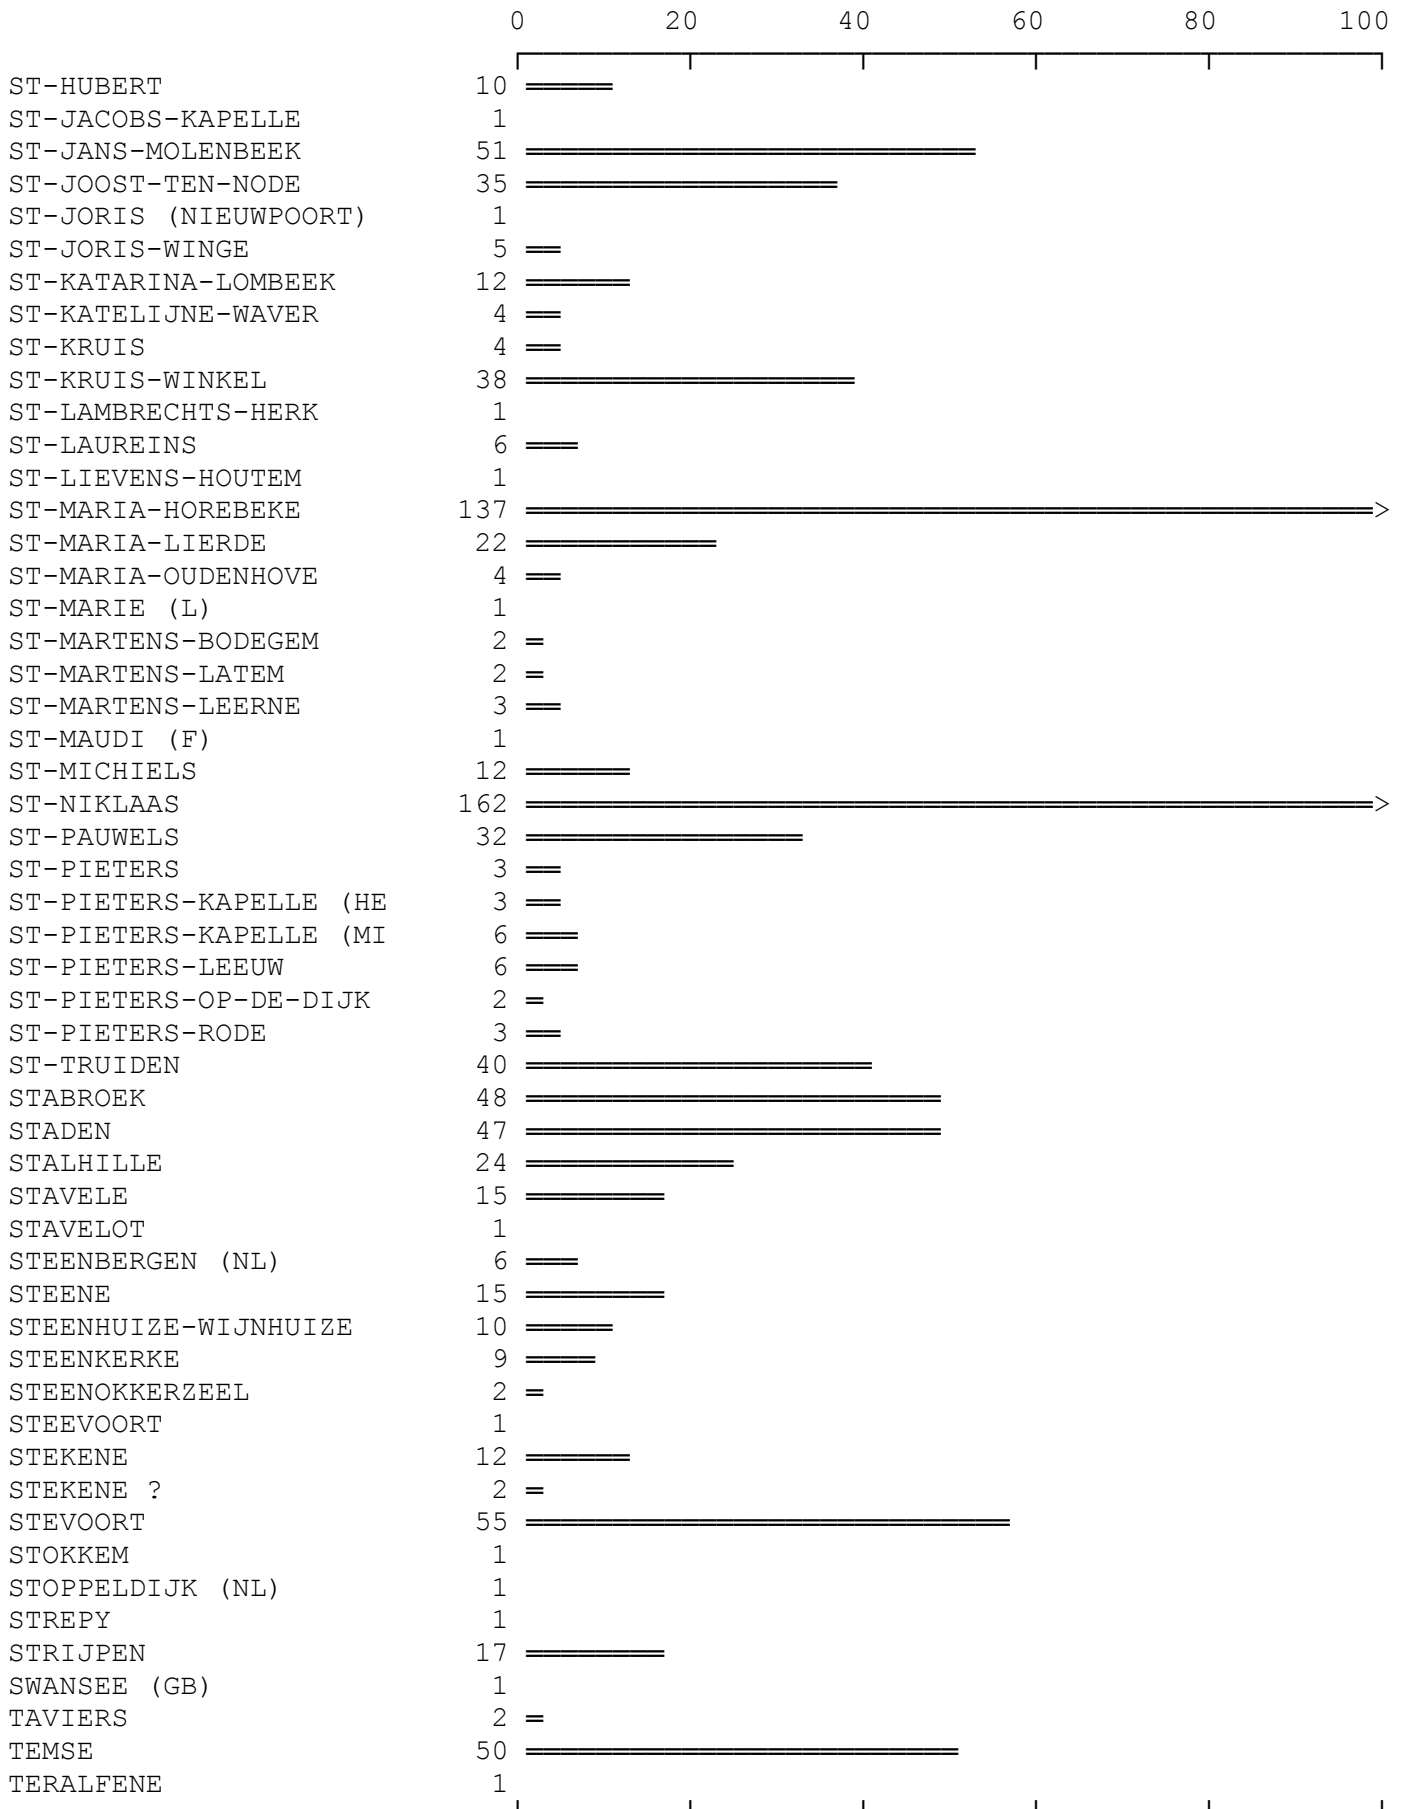 0 20 40 60 80 100
ST-HUBERT 10
ST-JACOBS-KAPELLE 1
ST-JANS-MOLENBEEK 51
ST-JOOST-TEN-NODE 35
ST-JORIS (NIEUWPOORT) 1
ST-JORIS-WINGE 5
ST-KATARINA-LOMBEEK 12
ST-KATELIJNE-WAVER 4
ST-KRUIS 4
ST-KRUIS-WINKEL 38
ST-LAMBRECHTS-HERK 1
ST-LAUREINS 6
ST-LIEVENS-HOUTEM 1
ST-MARIA-HOREBEKE 137 >
ST-MARIA-LIERDE 22
ST-MARIA-OUDENHOVE 4
ST-MARIE (L) 1
ST-MARTENS-BODEGEM 2
ST-MARTENS-LATEM 2
ST-MARTENS-LEERNE 3
ST-MAUDI (F) 1
ST-MICHIELS 12
ST-NIKLAAS 162 >
ST-PAUWELS 32
ST-PIETERS 3
ST-PIETERS-KAPELLE (HE 3
ST-PIETERS-KAPELLE (MI 6
ST-PIETERS-LEEUW 6
ST-PIETERS-OP-DE-DIJK 2
ST-PIETERS-RODE 3
ST-TRUIDEN 40
STABROEK 48
STADEN 47
STALHILLE 24
STAVELE 15
STAVELOT 1
STEENBERGEN (NL) 6
STEENE 15
STEENHUIZE-WIJNHUIZE 10
STEENKERKE 9
STEENOKKERZEEL 2
STEEVOORT 1
STEKENE 12
STEKENE ? 2
STEVOORT 55
STOKKEM 1
STOPPELDIJK (NL) 1
STREPY 1
STRIJPEN 17
SWANSEE (GB) 1
TAVIERS 2
TEMSE 50
TERALFENE 1